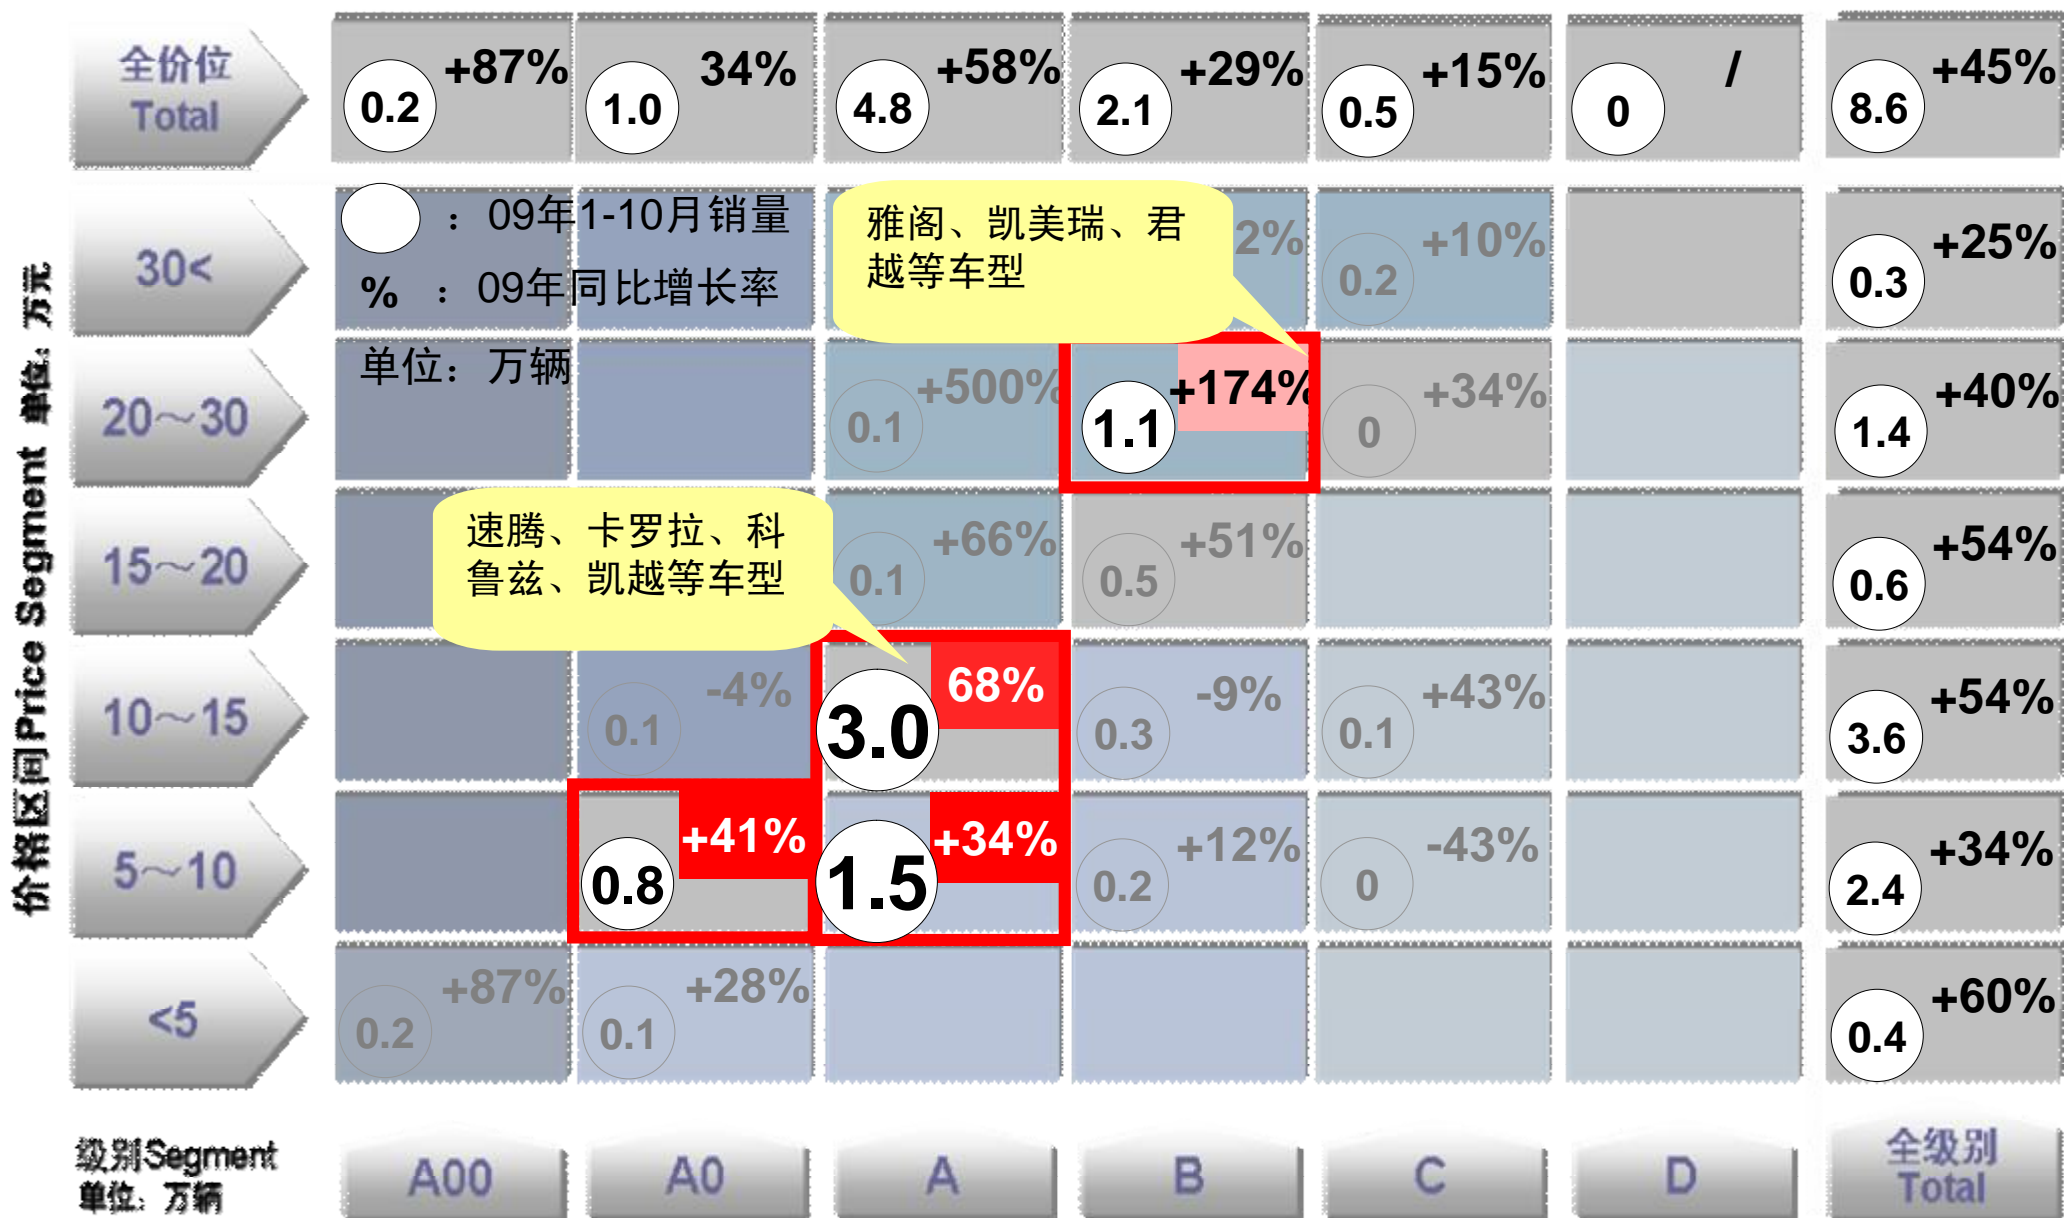 全价位
Total
0.2 +87%
1.0 34%
4.8 +58%
2.1 +29%
0.5 +15%
0 /
8.6 +45%
30<
：09年1-10月销量
% ：09年同比增长率
单位：万辆
雅阁、凯美瑞、君
越等车型
2%
0.2 +10%
0.3 +25%
20～30
0.1 +500%
1.1 +174%
0 +34%
1.4 +40%
15～20
速腾、卡罗拉、科
鲁兹、凯越等车型
0.1 +66%
0.5 +51%
0.6 +54%
10～15
0.1 -4%
3.0 68%
0.3 -9%
0.1 +43%
3.6 +54%
5～10
0.8 +41%
1.5 +34%
0.2 +12%
0 -43%
2.4 +34%
<5
0.2 +87%
0.1 +28%
0.4 +60%
价格区间Price Segment 单位：万元
级别Segment
单位：万辆
A00
A0
A
B
C
D
全级别
Total